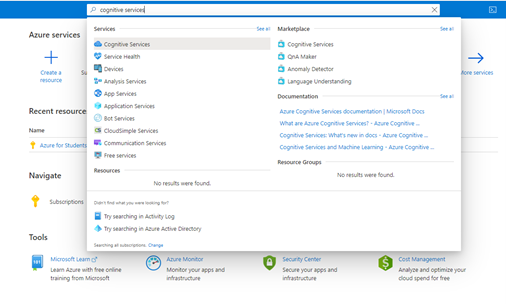 cognitive services
Azure services
Create a
resource
More services
Recent resource
Name
Azure for Students
Navigate
Subscriptions
Services
See all
Cognitive Services
Service Health
Devices
Analysis Services
App Services
Application Services
Bot Services
CloudSimple Services
Communication Services
Free services
Resources
No results were found.
Marketplace
See all
Cognitive Services
QnA Maker
Anomaly Detector
Language Understanding
Documentation
See all
Azure Cognitive Services documentation | Microsoft Docs
What are Azure Cognitive Services? - Azure Cognitive ...
Cognitive Services: What's new in docs - Azure Cognitive ...
Cognitive Services and Machine Learning - Azure Cognitive ...
Resource Groups
No results were found.
Didn't find what you were looking for?
Try searching in Activity Log
Try searching in Azure Active Directory
Searching all subscriptions. Change
Tools
Microsoft Learn
Learn Azure with free online
training from Microsoft
Azure Monitor
Monitor your apps and
infrastructure
Security Center
Secure your apps and
infrastructure
Cost Management
Analyze and optimize your
cloud spend for free